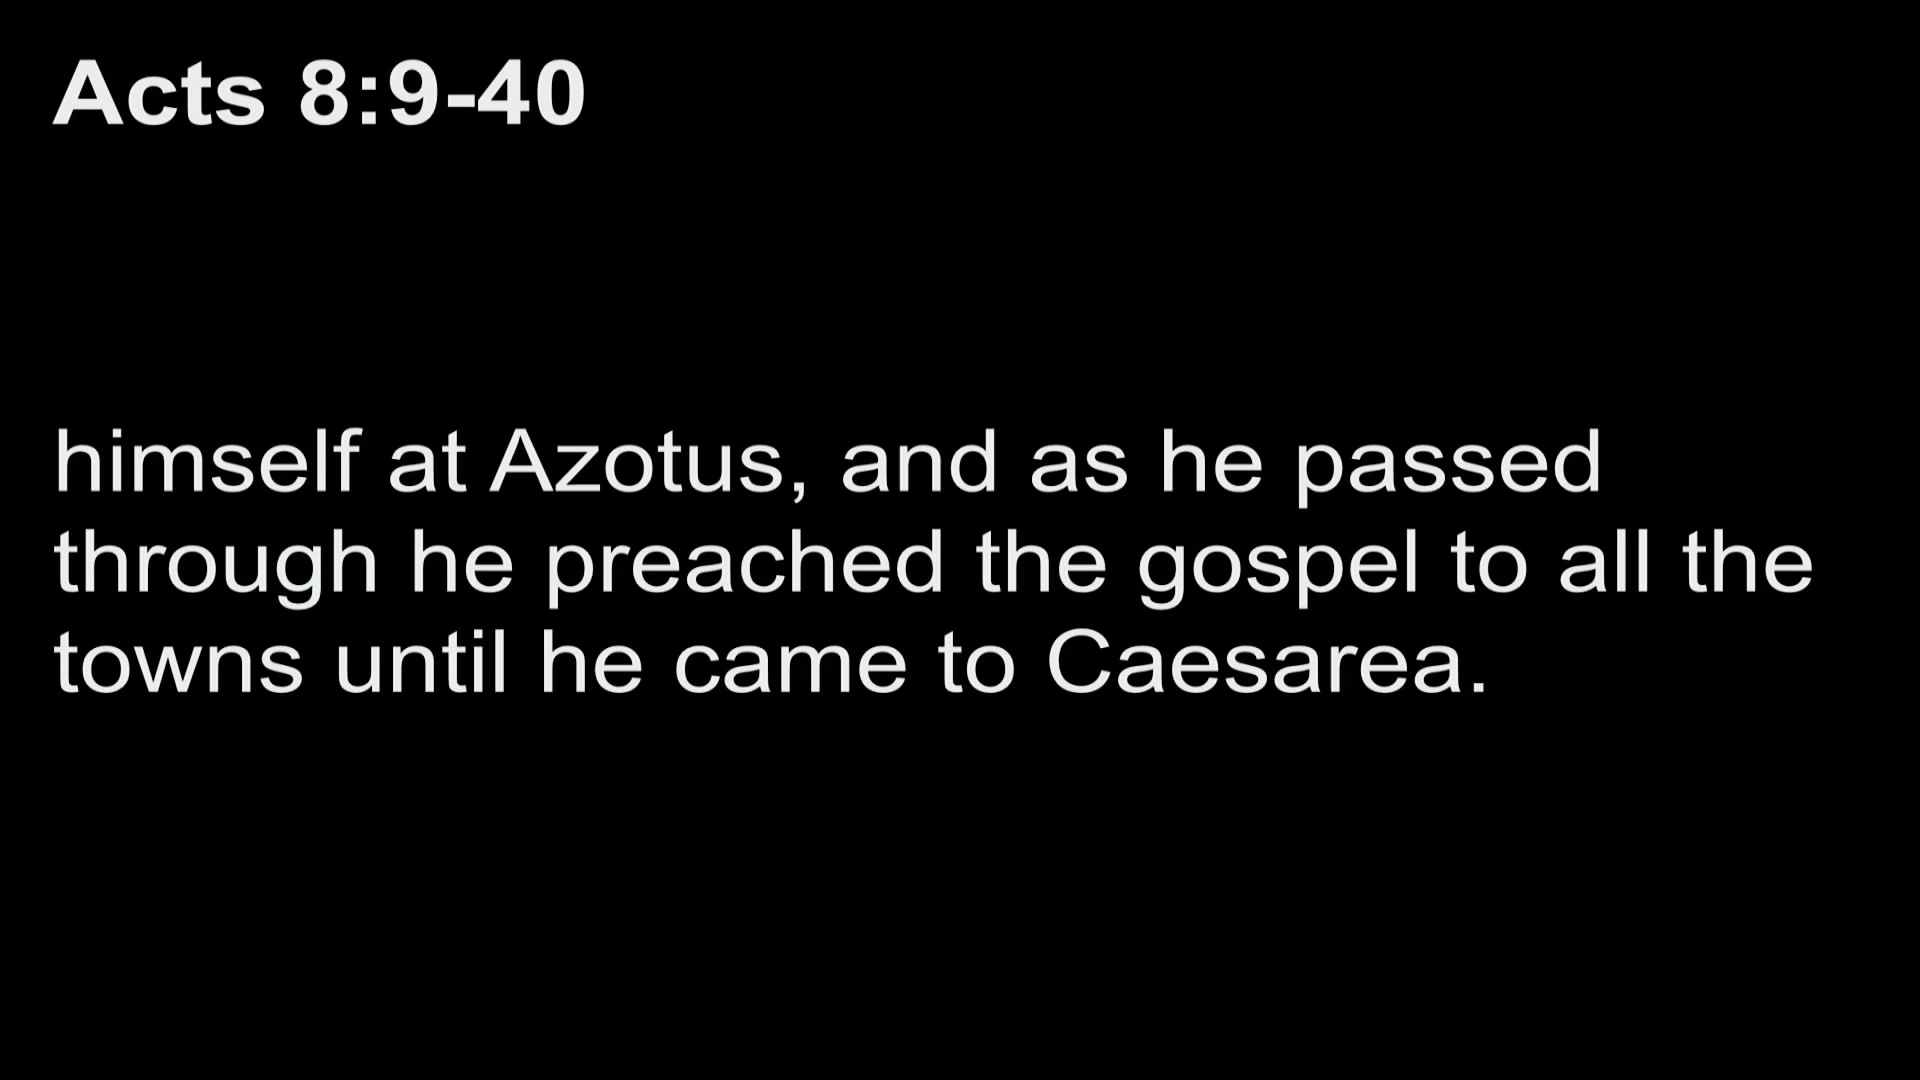 Acts 8:9-40
himself at Azotus, and as he passed
through he preached the gospel to all the
towns until he came to Caesarea.